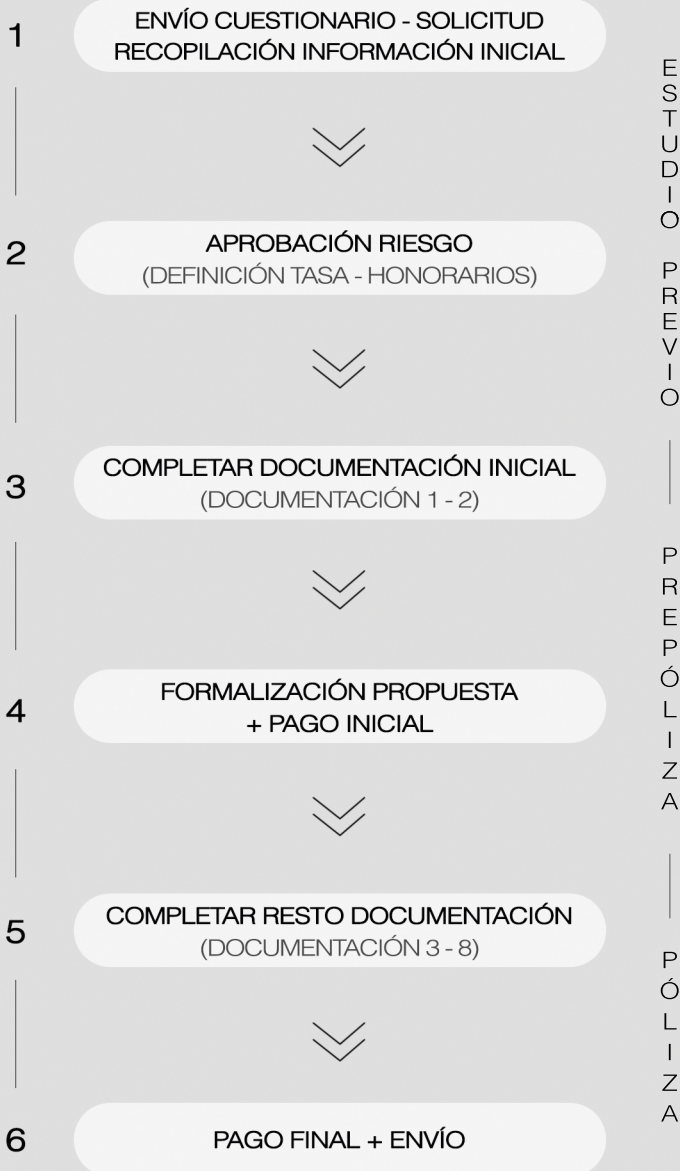 1
ENVÍO CUESTIONARIO - SOLICITUD
RECOPILACIÓN INFORMACIÓN INICIAL
2
APROBACIÓN RIESGO
(DEFINICIÓN TASA - HONORARIOS)
3
COMPLETAR DOCUMENTACIÓN INICIAL
(DOCUMENTACIÓN 1 - 2)
4
FORMALIZACIÓN PROPUESTA
+ PAGO INICIAL
5
COMPLETAR RESTO DOCUMENTACIÓN
(DOCUMENTACIÓN 3 - 8)
6
PAGO FINAL + ENVÍO
ESTUDIO PREVIO
PREPÓLIZA
PÓLIZA